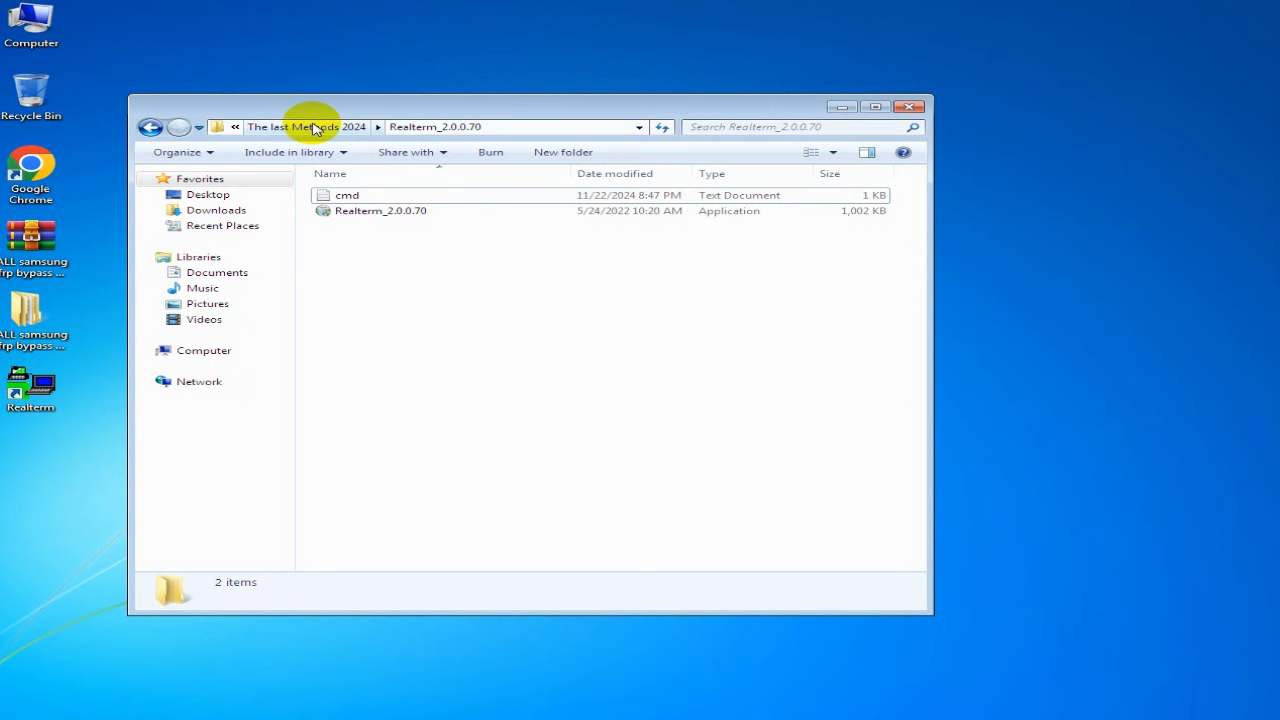 Computer
Recycle Bin
Google
Chrome
ALL samsung
frp bypass ...
ALL samsung
frp bypass ...
Realterm
« The last Methods 2024 Realterm_2.0.0.70
Search Realterm_2.0.0.70
Organize Include in library Share with Burn New folder
Name Date modified Type Size
cmd 11/22/2024 8:47 PM Text Document 1 KB
Realterm_2.0.0.70 5/24/2022 10:20 AM Application 1,002 KB
Favorites
Desktop
Downloads
Recent Places
Libraries
Documents
Music
Pictures
Videos
Computer
Network
2 items